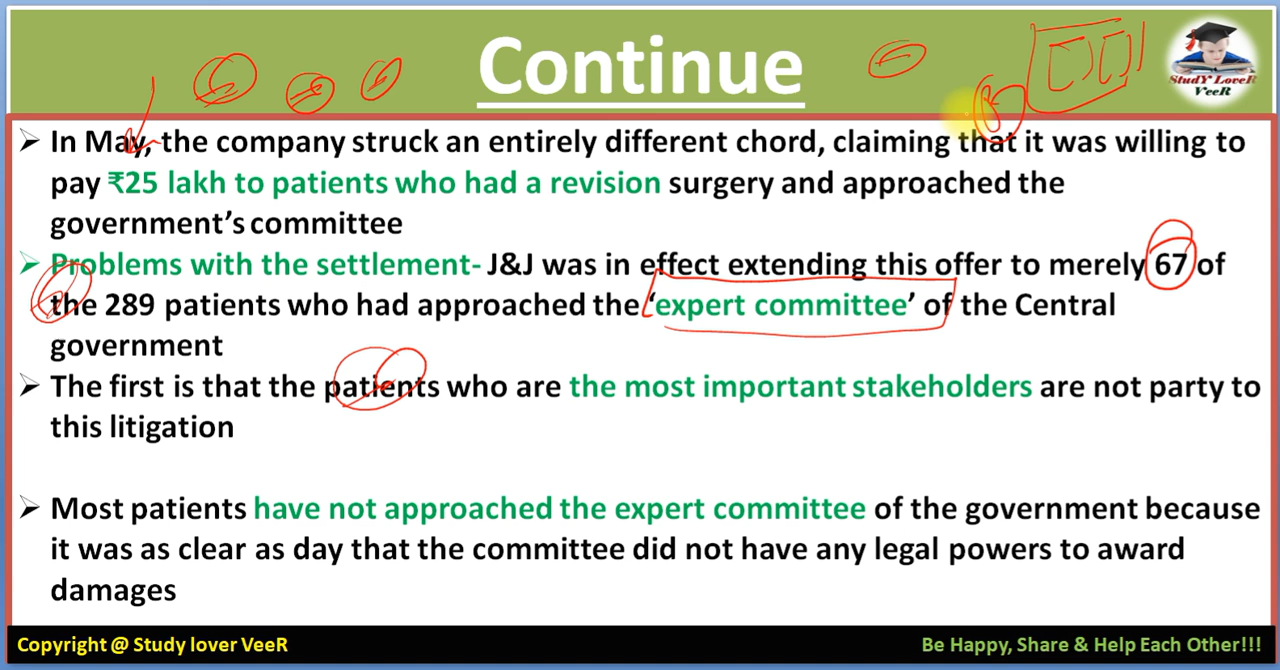 Continue
StudY LoveR
VeeR
➢ In May, the company struck an entirely different chord, claiming that it was willing to
pay ₹25 lakh to patients who had a revision surgery and approached the
government's committee
➢ Problems with the settlement- J&J was in effect extending this offer to merely 67 of
the 289 patients who had approached the 'expert committee' of the Central
government
➢ The first is that the patients who are the most important stakeholders are not party to
this litigation
➢ Most patients have not approached the expert committee of the government because
it was as clear as day that the committee did not have any legal powers to award
damages
Copyright @ Study lover VeeR
Be Happy, Share & Help Each Other!!!